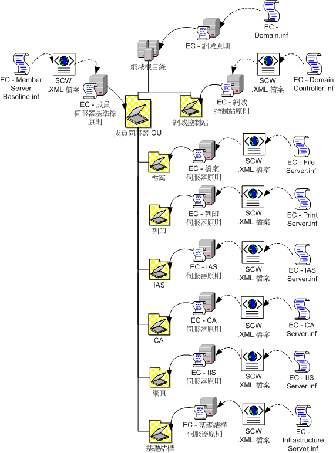 EC -
Domain.inf
EC - 網域原則
網域根目錄
EC - Member
Server
Baseline.inf
SCW
.XML 檔案
EC - 成員
伺服器基準線
原則
成員伺服器 OU
網域控制站
EC - 網域
控制站原則
SCW
.XML 檔案
EC - Domain
Controller.inf
檔案
EC - 檔案
伺服器原則
SCW
.XML 檔案
EC - File
Server.inf
列印
EC - 列印
伺服器原則
SCW
.XML 檔案
EC - Print
Server.inf
IAS
EC - IAS
伺服器原則
SCW
.XML 檔案
EC - IAS
Server.inf
CA
EC - CA
伺服器原則
SCW
.XML 檔案
EC - CA
Server.inf
網頁
EC - IIS
伺服器原則
SCW
.XML 檔案
EC - IIS
Server.inf
基礎結構
EC - 基礎結構
伺服器原則
SCW
.XML 檔案
EC -
Infrastructure
Server.inf